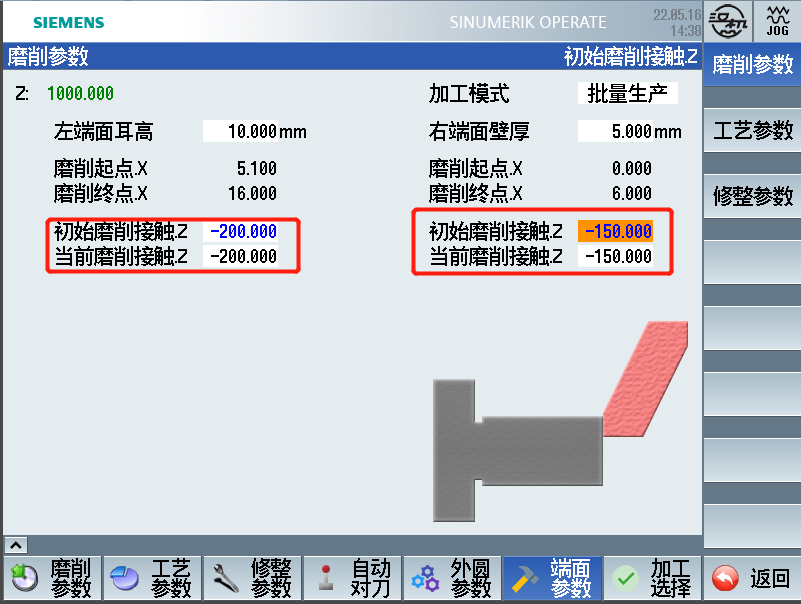 SIEMENS
SINUMERIK OPERATE
22.05.16
14:38
JOG
磨削参数
初始磨削接触.Z
磨削参数
Z: 1000.000
加工模式 批量生产
左端面耳高 10.000mm
右端面壁厚 5.000mm
工艺参数
磨削起点.X 5.100
磨削起点.X 0.000
磨削终点.X 16.000
磨削终点.X 6.000
修整参数
初始磨削接触.Z -200.000
初始磨削接触.Z -150.000
当前磨削接触.Z -200.000
当前磨削接触.Z -150.000
磨削
参数
工艺
参数
修整
参数
自动
对刀
外圆
参数
端面
参数
加工
选择
返回